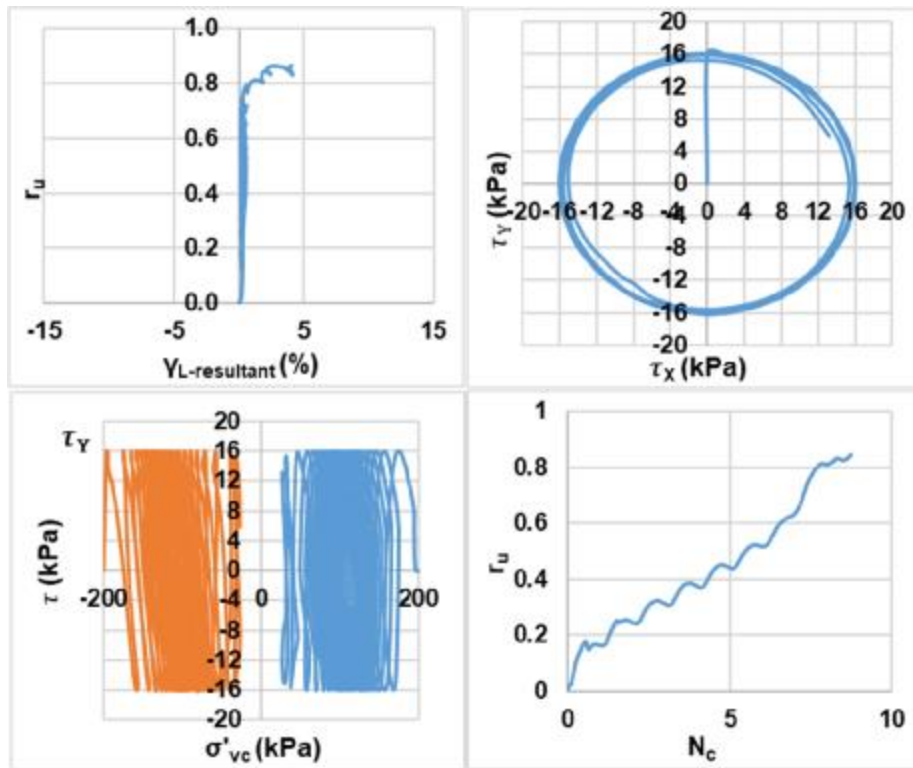 1.0
0.8
0.6
0.4
0.2
0.0
r_u
-15 -5 5 15
γ_L-resultant (%)
20
16
12
8
4
0
-4
-8
-12
-16
-20
τ_Y (kPa)
-20 -16 -12 -8 -4 0 4 8 12 16 20
τ_X (kPa)
τ_Y
20
16
12
8
4
0
-4
-8
-12
-16
-20
τ (kPa)
-200 0 200
σ'_vc (kPa)
1
0.8
0.6
0.4
0.2
0
r_u
0 5 10
N_c